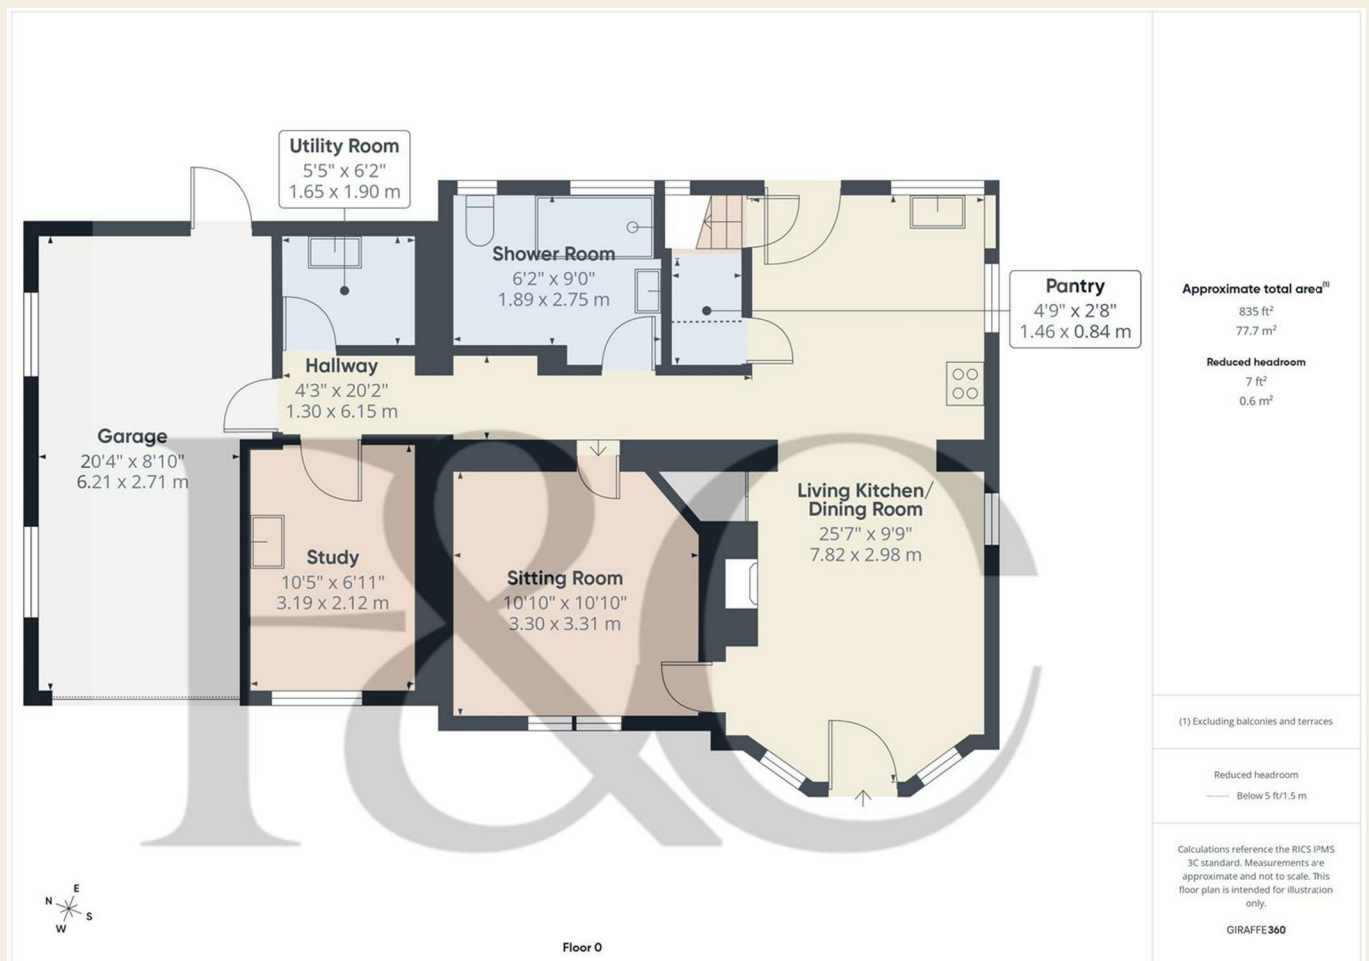 Utility Room
5'5" x 6'2"
1.65 x 1.90 m
Shower Room
6'2" x 9'0"
1.89 x 2.75 m
Pantry
4'9" x 2'8"
1.46 x 0.84 m
Hallway
4'3" x 20'2"
1.30 x 6.15 m
Garage
20'4" x 8'10"
6.21 x 2.71 m
Study
10'5" x 6'11"
3.19 x 2.12 m
Sitting Room
10'10" x 10'10"
3.30 x 3.31 m
Living Kitchen/
Dining Room
25'7" x 9'9"
7.82 x 2.98 m
F&C
E
N
S
W
Floor 0
Approximate total area(1)
835 ft²
77.7 m²
Reduced headroom
7 ft²
0.6 m²
(1) Excluding balconies and terraces
Reduced headroom
Below 5 ft/1.5 m
Calculations reference the RICS IPMS
3C standard. Measurements are
approximate and not to scale. This
floor plan is intended for illustration
only.
GIRAFFE360